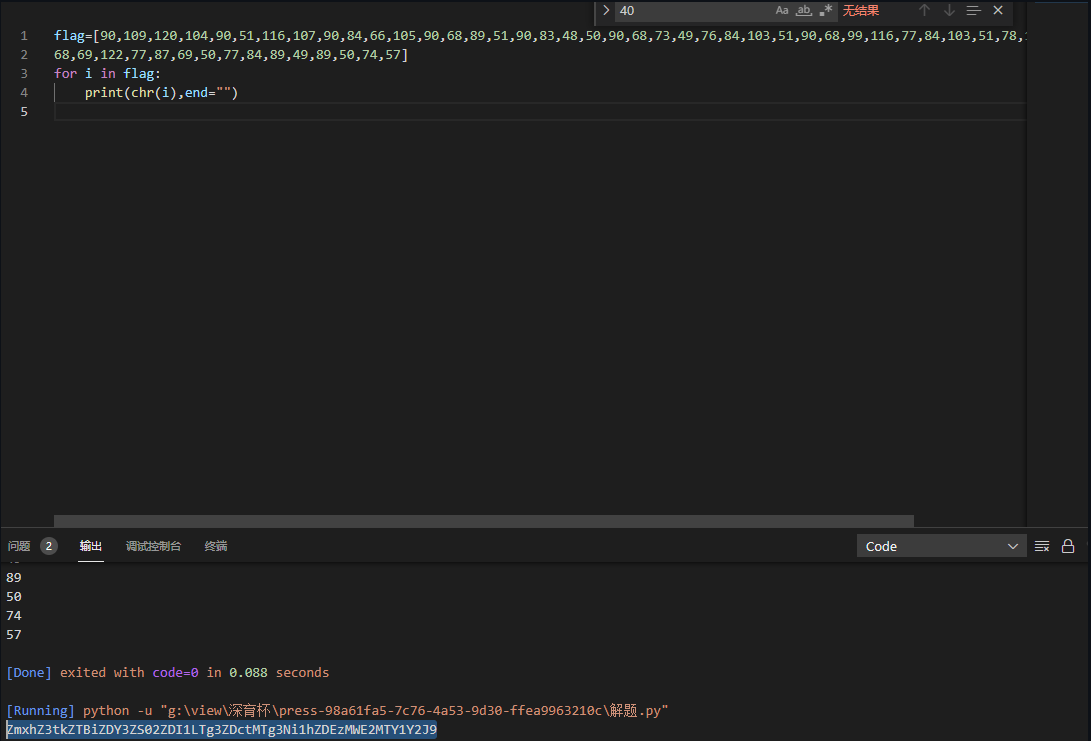 40
Aa
ab
.*
无结果
1 flag=[90,109,120,104,90,51,116,107,90,84,66,105,90,68,89,51,90,83,48,50,90,68,73,49,76,84,103,51,90,68,99,116,77,84,103,51,78,
2 68,69,122,77,87,69,50,77,84,89,49,89,50,74,57]
3 for i in flag:
4 print(chr(i),end="")
5
问题 2 输出 调试控制台 终端 Code
89
50
74
57
[Done] exited with code=0 in 0.088 seconds
[Running] python -u "g:\view\深育杯\press-98a61fa5-7c76-4a53-9d30-ffea9963210c\解题.py"
ZmxhZ3tkZTBiZDY3ZS02ZDI1LTg3ZDctMTg3Ni1hZDEzMWE2MTY1Y2J9